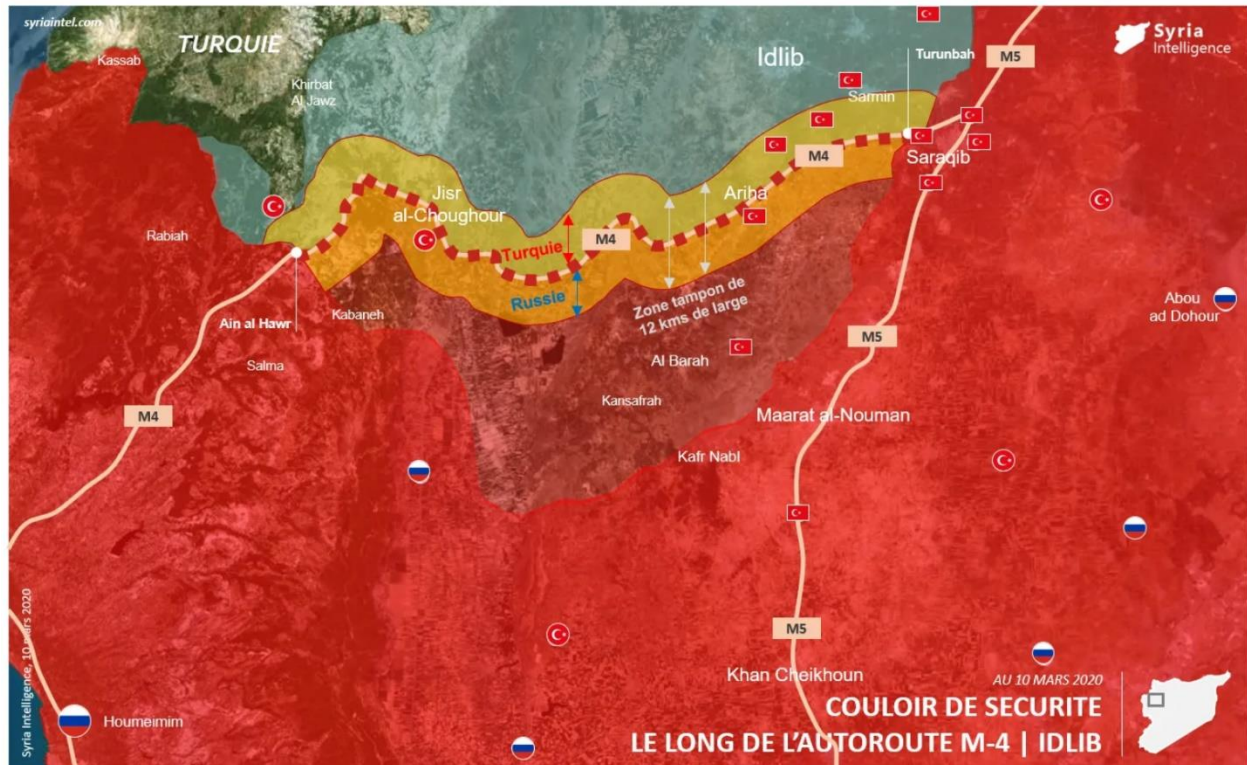 syriaintel.com
TURQUIE
Kassab
Khirbat
Al Jawz
Idlib
Turunbah
M5
Syria
Intelligence
Sarmin
M4
Saraqib
Jisr
al-Choughour
Ariha
Rabiah
Turquie
M4
Russie
Zone tampon de
12 kms de large
Abou
ad Dohour
Ain al Hawr
Kabaneh
Salma
Al Barah
M5
Kansafrah
M4
Maarat al-Nouman
Kafr Nabl
M5
Khan Cheikhoun
Houmeimim
Syria Intelligence, 10 mars 2020
AU 10 MARS 2020
COULOIR DE SECURITE
LE LONG DE L'AUTOROUTE M-4 | IDLIB